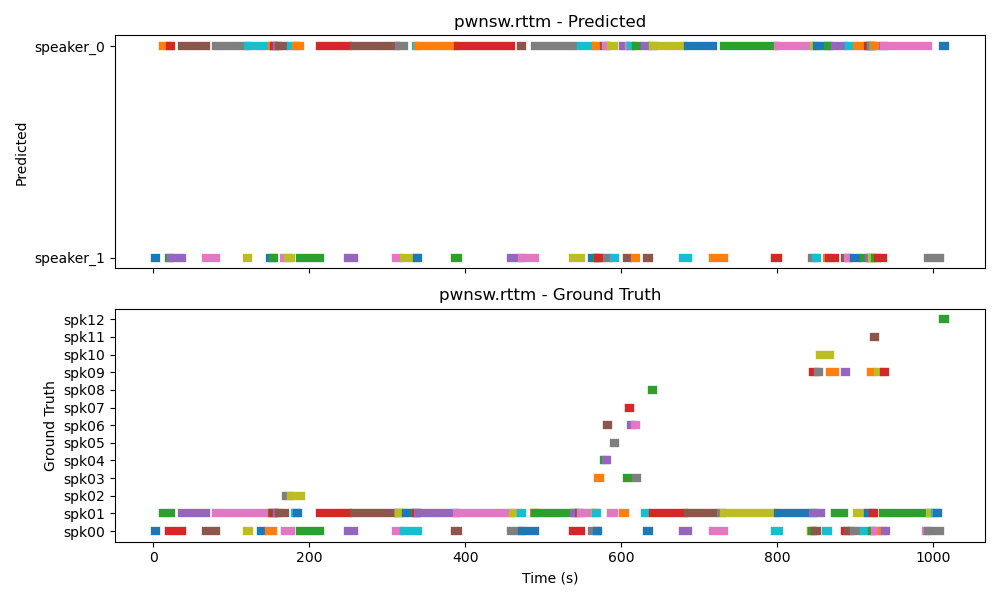 pwnsw.rttm - Predicted
speaker_0
Predicted
speaker_1
pwnsw.rttm - Ground Truth
spk12
spk11
spk10
spk09
spk08
spk07
spk06
spk05
spk04
spk03
spk02
spk01
spk00
Ground Truth
0 200 400 600 800 1000
Time (s)